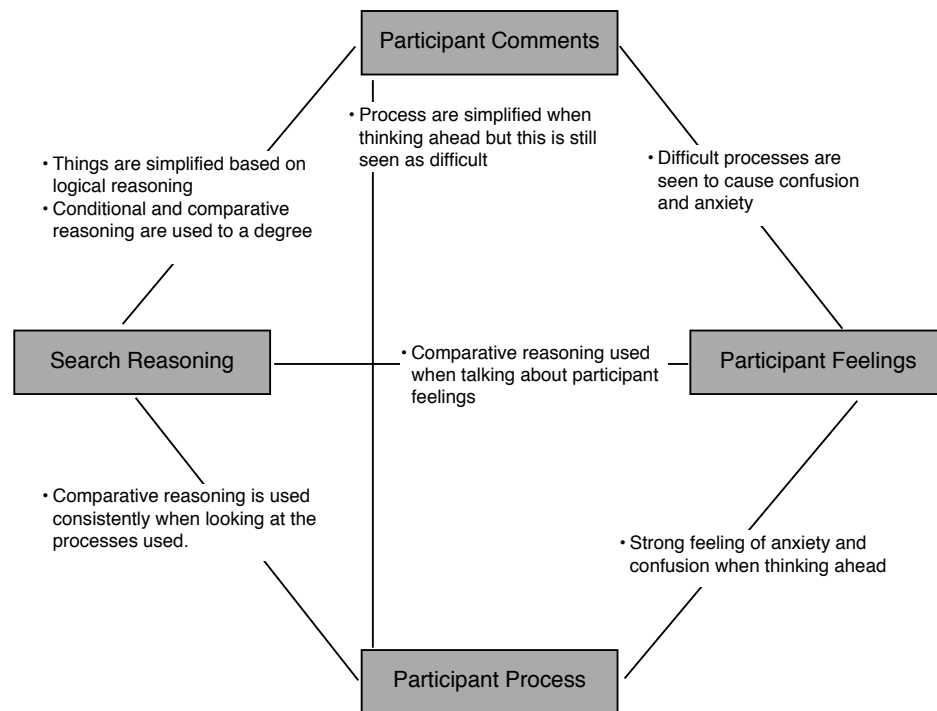 Participant Comments
• Process are simplified when
thinking ahead but this is still
seen as difficult
• Things are simplified based on
logical reasoning
• Conditional and comparative
reasoning are used to a degree
• Difficult processes are
seen to cause confusion
and anxiety
Search Reasoning
• Comparative reasoning used
when talking about participant
feelings
Participant Feelings
• Comparative reasoning is used
consistently when looking at the
processes used.
• Strong feeling of anxiety and
confusion when thinking ahead
Participant Process